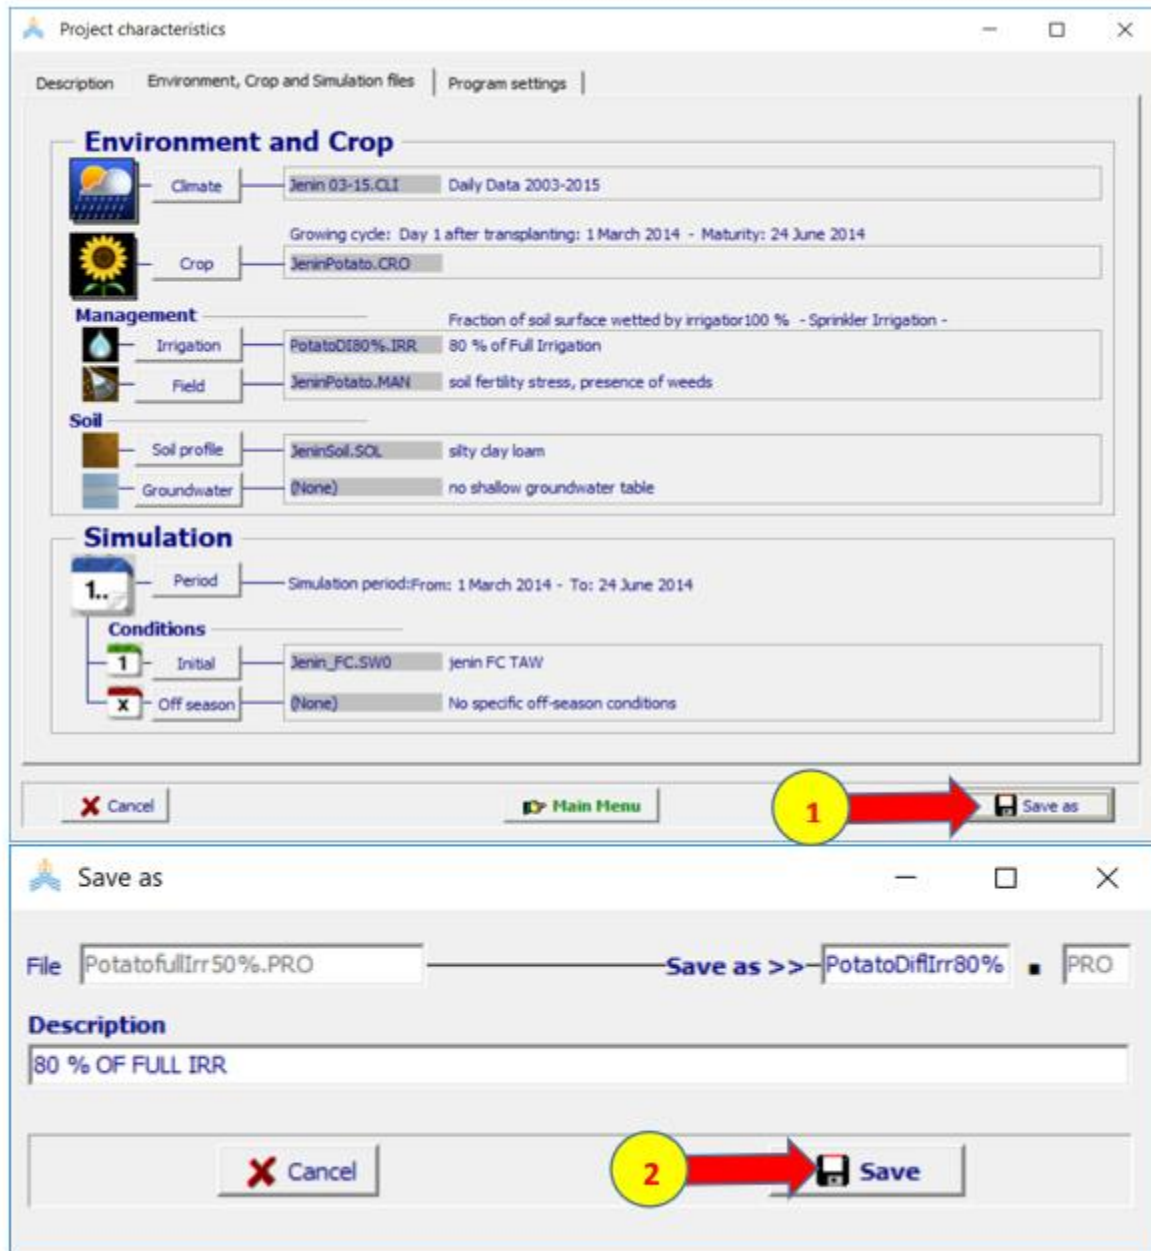 Project characteristics
Description Environment, Crop and Simulation files Program settings
Environment and Crop
Climate Jenin 03-15.CLI Daily Data 2003-2015
Growing cycle: Day 1 after transplanting: 1 March 2014 - Maturity: 24 June 2014
Crop JeninPotato.CRO
Management
Fraction of soil surface wetted by irrigatior100 % - Sprinkler Irrigation -
Irrigation PotatoDI80%.IRR 80 % of Full Irrigation
Field JeninPotato.MAN soil fertility stress, presence of weeds
Soil
Soil profile JeninSoil.SOL silty clay loam
Groundwater (None) no shallow groundwater table
Simulation
1.. Period Simulation period:From: 1 March 2014 - To: 24 June 2014
Conditions
1 Initial Jenin_FC.SW0 jenin FC TAW
X Off season (None) No specific off-season conditions
Cancel Main Menu 1 Save as
Save as
File PotatofullIrr50%.PRO Save as >> PotatoDiflIrr80% . PRO
Description
80 % OF FULL IRR
Cancel 2 Save